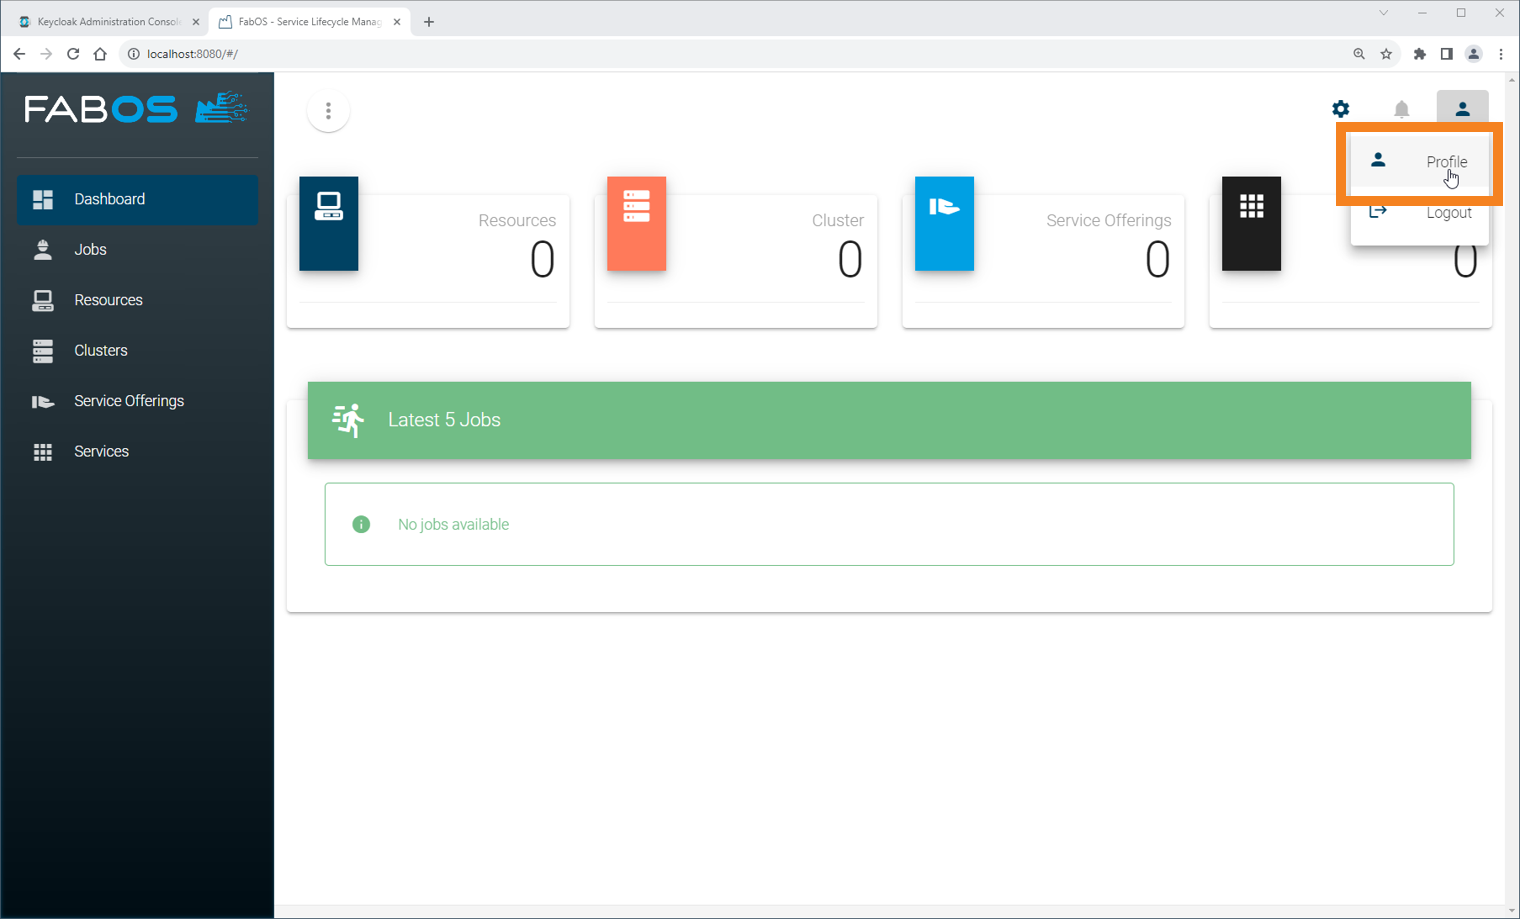 Keycloak Administration Console
FabOS - Service Lifecycle Manag
localhost:8080/#/
FABOS
Profile
Logout
Dashboard
Jobs
Resources
Clusters
Service Offerings
Services
Resources
0
Cluster
0
Service Offerings
0
0
Latest 5 Jobs
No jobs available